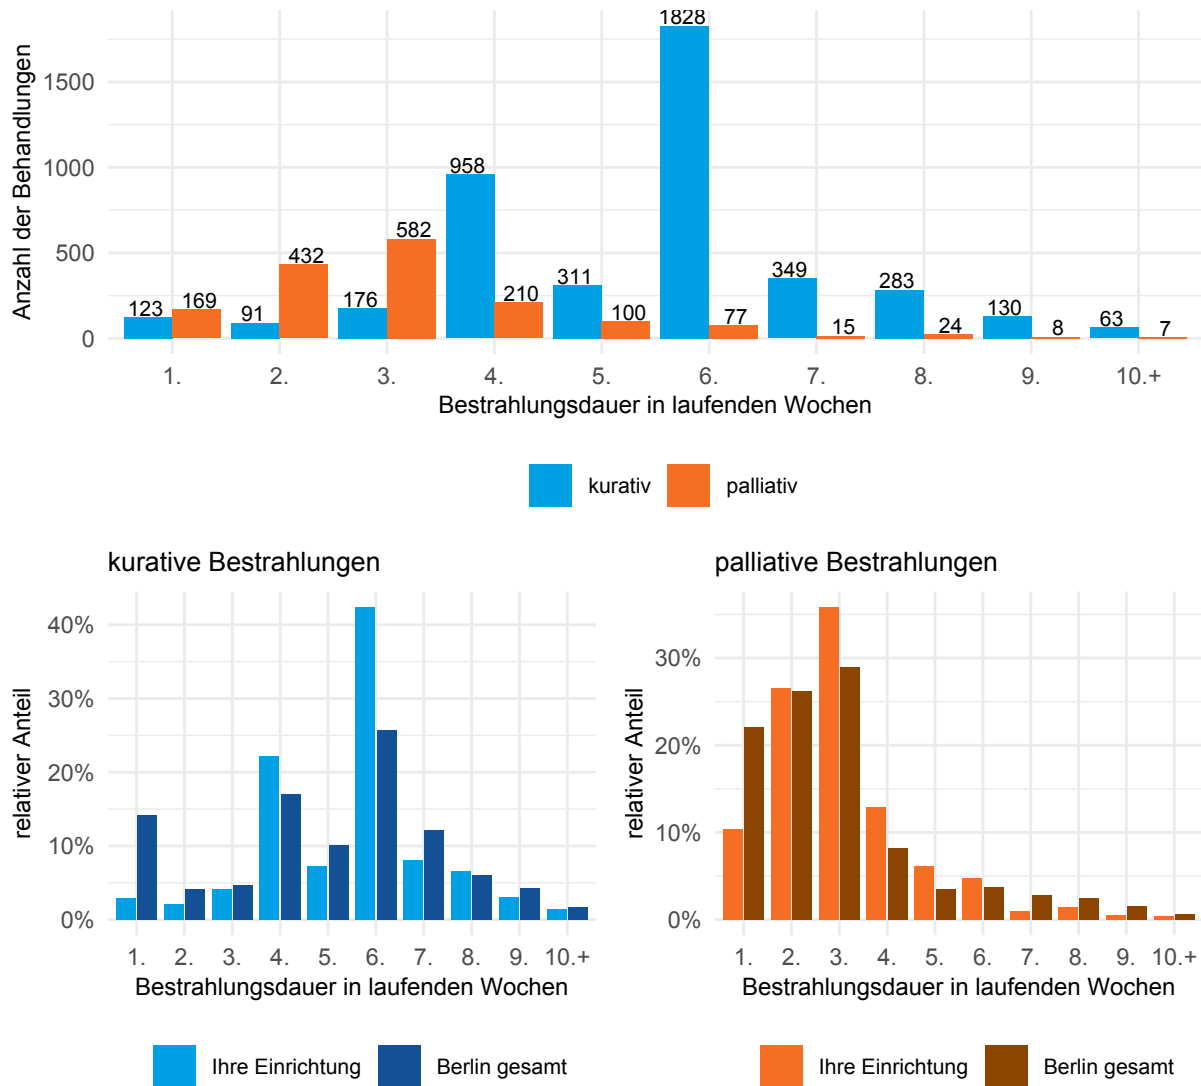 Anzahl der Behandlungen
1828
1500
1000
500
0
123 169 91 432 176 582 958 210 311 100 77 349 15 283 24 130 8 63 7
1. 2. 3. 4. 5. 6. 7. 8. 9. 10.+
Bestrahlungsdauer in laufenden Wochen
kurativ palliativ
kurative Bestrahlungen
relativer Anteil
40%
30%
20%
10%
0%
1. 2. 3. 4. 5. 6. 7. 8. 9. 10.+
Bestrahlungsdauer in laufenden Wochen
Ihre Einrichtung Berlin gesamt
palliative Bestrahlungen
relativer Anteil
30%
20%
10%
0%
1. 2. 3. 4. 5. 6. 7. 8. 9. 10.+
Bestrahlungsdauer in laufenden Wochen
Ihre Einrichtung Berlin gesamt